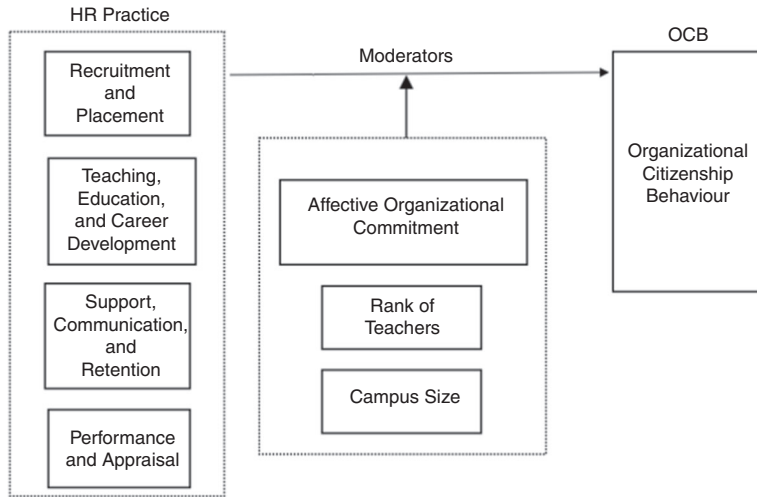 HR Practice
Recruitment
and
Placement
Teaching,
Education,
and Career
Development
Support,
Communication,
and
Retention
Performance
and Appraisal
Moderators
Affective Organizational
Commitment
Rank of
Teachers
Campus Size
OCB
Organizational
Citizenship
Behaviour